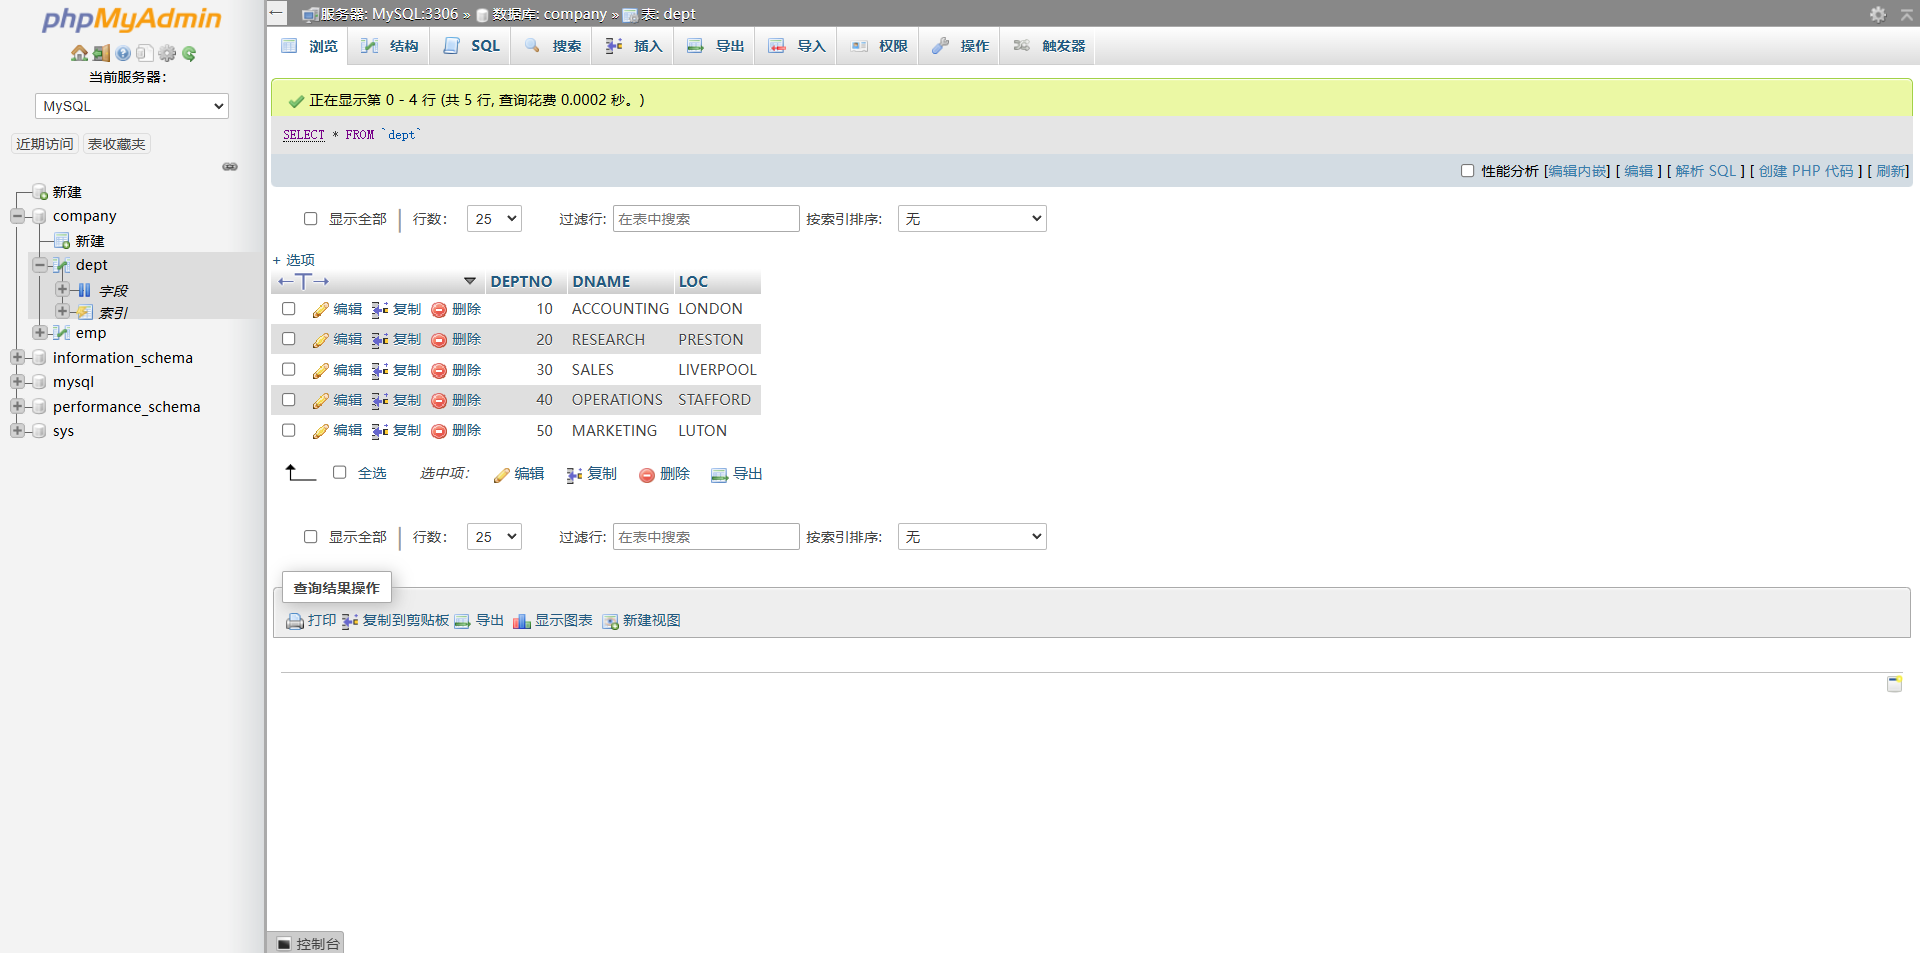 phpMyAdmin
当前服务器：
MySQL
近期访问 表收藏夹
新建
company
新建
dept
字段
索引
emp
information_schema
mysql
performance_schema
sys
← 服务器: MySQL:3306 » 数据库: company » 表: dept
浏览 结构 SQL 搜索 插入 导出 导入 权限 操作 触发器
正在显示第 0 - 4 行 (共 5 行, 查询花费 0.0002 秒。)
SELECT * FROM `dept`
性能分析 [编辑内嵌] [ 编辑 ] [ 解析 SQL ] [ 创建 PHP 代码 ] [ 刷新]
显示全部 | 行数： 25 过滤行: 在表中搜索 按索引排序: 无
+ 选项
←T→ ▼ DEPTNO DNAME LOC
编辑 复制 删除 10 ACCOUNTING LONDON
编辑 复制 删除 20 RESEARCH PRESTON
编辑 复制 删除 30 SALES LIVERPOOL
编辑 复制 删除 40 OPERATIONS STAFFORD
编辑 复制 删除 50 MARKETING LUTON
全选 选中项： 编辑 复制 删除 导出
显示全部 | 行数： 25 过滤行: 在表中搜索 按索引排序: 无
查询结果操作
打印 复制到剪贴板 导出 显示图表 新建视图
控制台